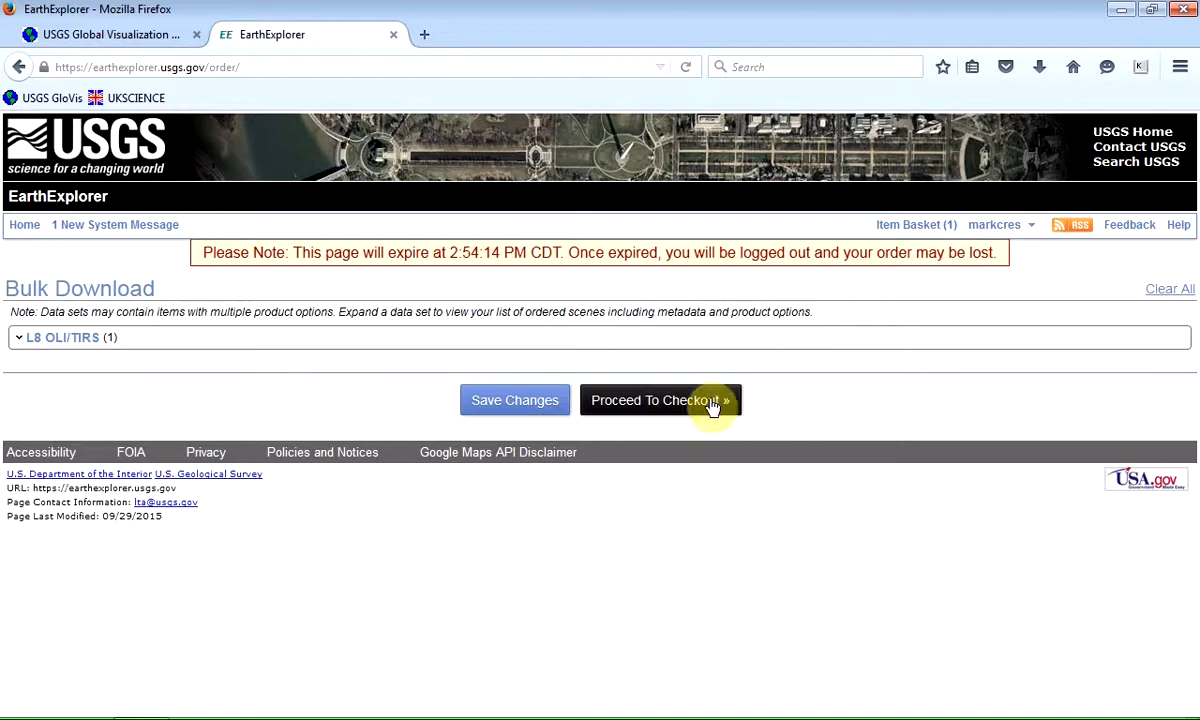 EarthExplorer - Mozilla Firefox
USGS Global Visualization ... × EE EarthExplorer × +
https://earthexplorer.usgs.gov/order/ Search
USGS GloVis UKSCIENCE
USGS
science for a changing world
USGS Home
Contact USGS
Search USGS
EarthExplorer
Home 1 New System Message Item Basket (1) markcres RSS Feedback Help
Please Note: This page will expire at 2:54:14 PM CDT. Once expired, you will be logged out and your order may be lost.
Bulk Download Clear All
Note: Data sets may contain items with multiple product options. Expand a data set to view your list of ordered scenes including metadata and product options.
L8 OLI/TIRS (1)
Save Changes Proceed To Checkout »
Accessibility FOIA Privacy Policies and Notices Google Maps API Disclaimer
U.S. Department of the Interior U.S. Geological Survey
URL: https://earthexplorer.usgs.gov
Page Contact Information: lta@usgs.gov
Page Last Modified: 09/29/2015
USA.gov